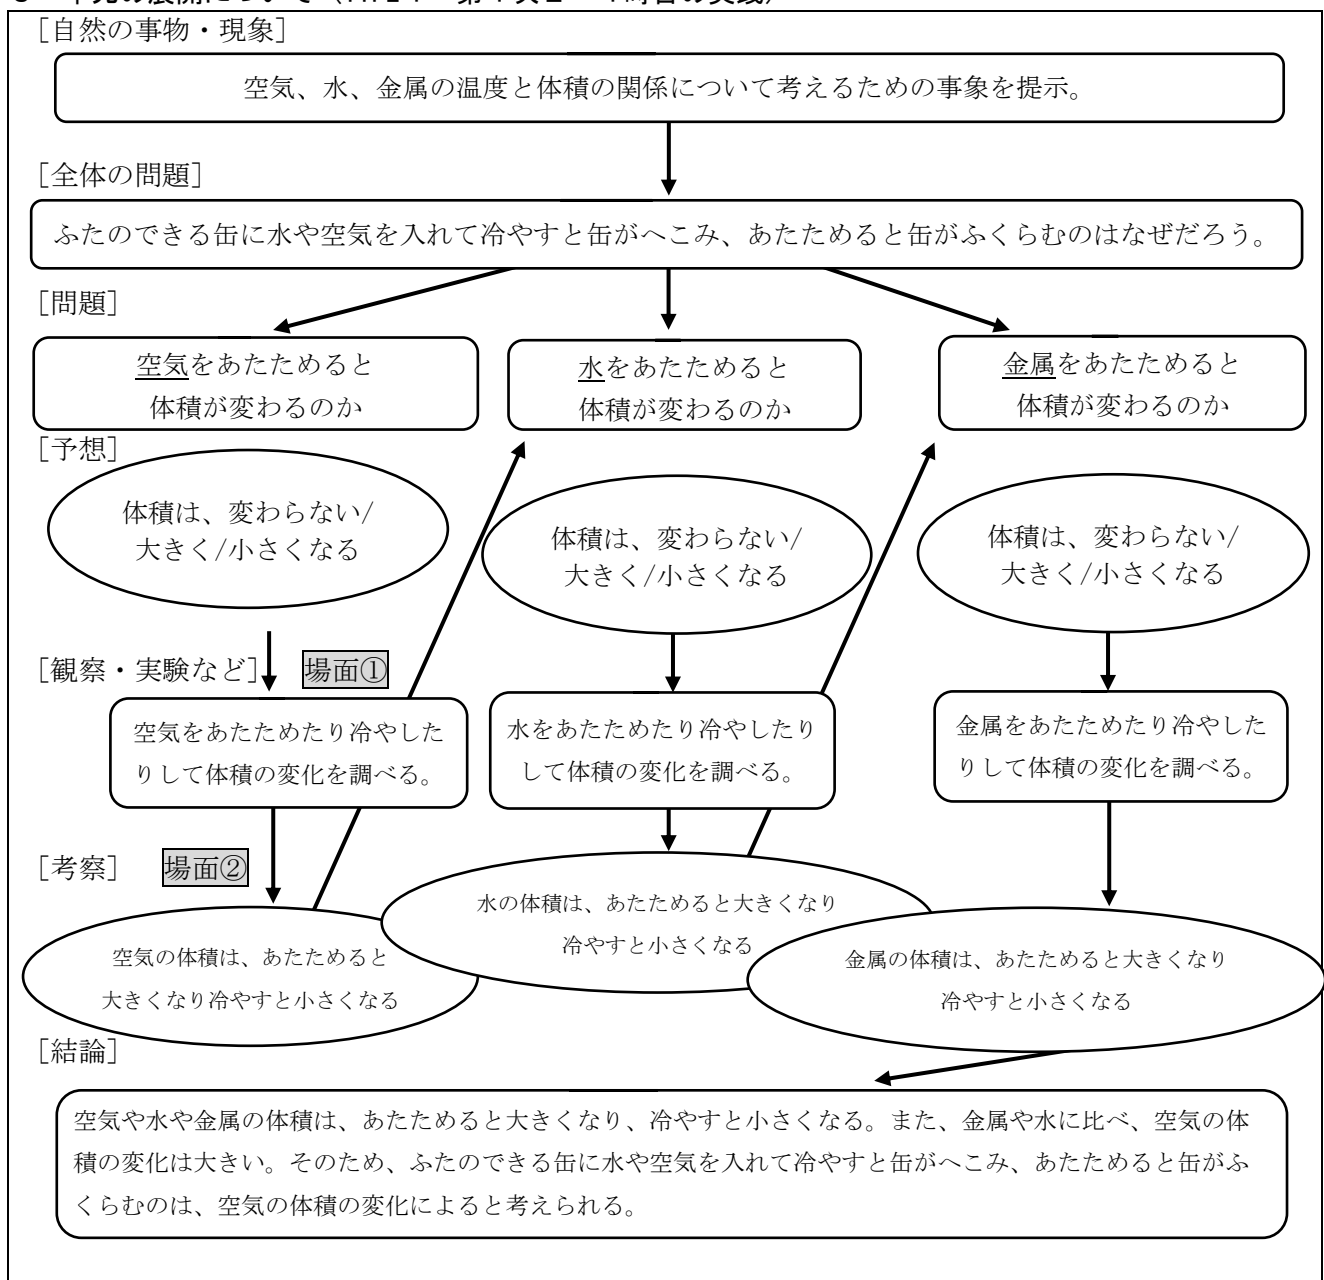 [自然の事物・現象]
空気、水、金属の温度と体積の関係について考えるための事象を提示。
[全体の問題]
ふたのできる缶に水や空気を入れて冷やすと缶がへこみ、あたためると缶がふくらむのはなぜだろう。
[問題]
空気をあたためると
体積が変わるのか
水をあたためると
体積が変わるのか
金属をあたためると
体積が変わるのか
[予想]
体積は、変わらない/
大きく/小さくなる
体積は、変わらない/
大きく/小さくなる
体積は、変わらない/
大きく/小さくなる
[観察・実験など] 場面①
空気をあたためたり冷やした
りして体積の変化を調べる。
水をあたためたり冷やしたり
して体積の変化を調べる。
金属をあたためたり冷やした
りして体積の変化を調べる。
[考察] 場面②
空気の体積は、あたためると
大きくなり冷やすと小さくなる
水の体積は、あたためると大きくなり
冷やすと小さくなる
金属の体積は、あたためると大きくなり
冷やすと小さくなる
[結論]
空気や水や金属の体積は、あたためると大きくなり、冷やすと小さくなる。また、金属や水に比べ、空気の体
積の変化は大きい。そのため、ふたのできる缶に水や空気を入れて冷やすと缶がへこみ、あたためると缶がふ
くらむのは、空気の体積の変化によると考えられる。